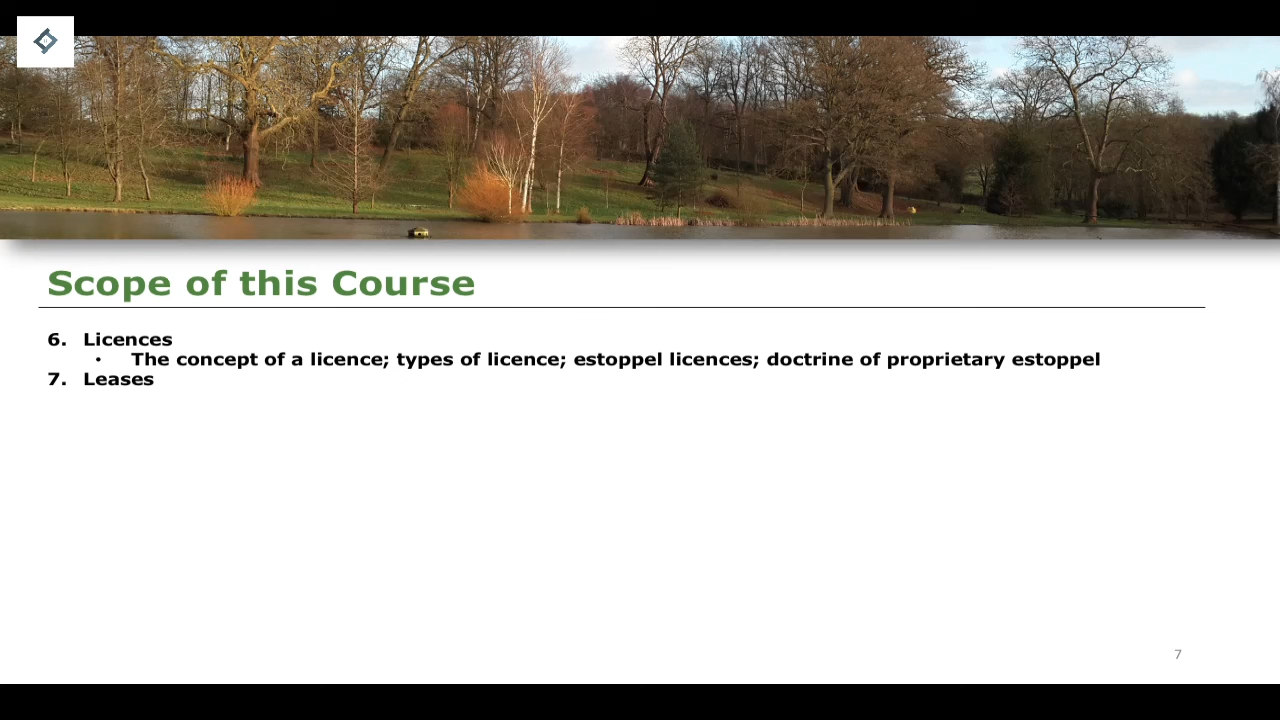 Scope of this Course
6. Licences
• The concept of a licence; types of licence; estoppel licences; doctrine of proprietary estoppel
7. Leases
7